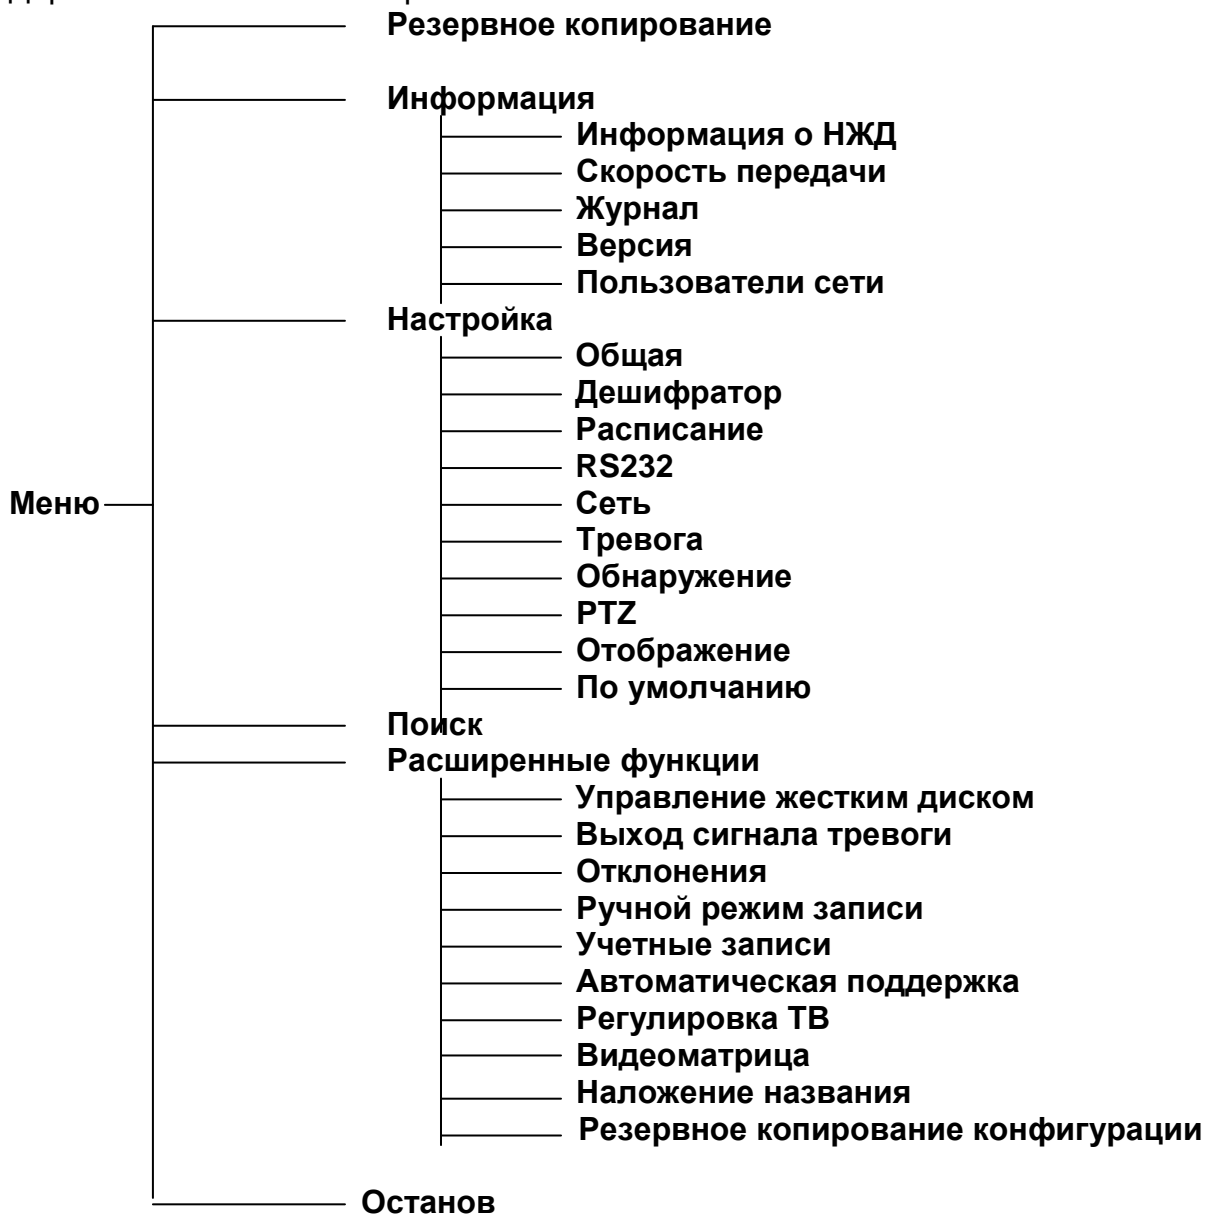 Резервное копирование
Информация
Информация о НЖД
Скорость передачи
Журнал
Версия
Пользователи сети
Настройка
Общая
Дешифратор
Расписание
RS232
Сеть
Меню
Тревога
Обнаружение
PTZ
Отображение
По умолчанию
Поиск
Расширенные функции
Управление жестким диском
Выход сигнала тревоги
Отклонения
Ручной режим записи
Учетные записи
Автоматическая поддержка
Регулировка ТВ
Видеоматрица
Наложение названия
Резервное копирование конфигурации
Останов